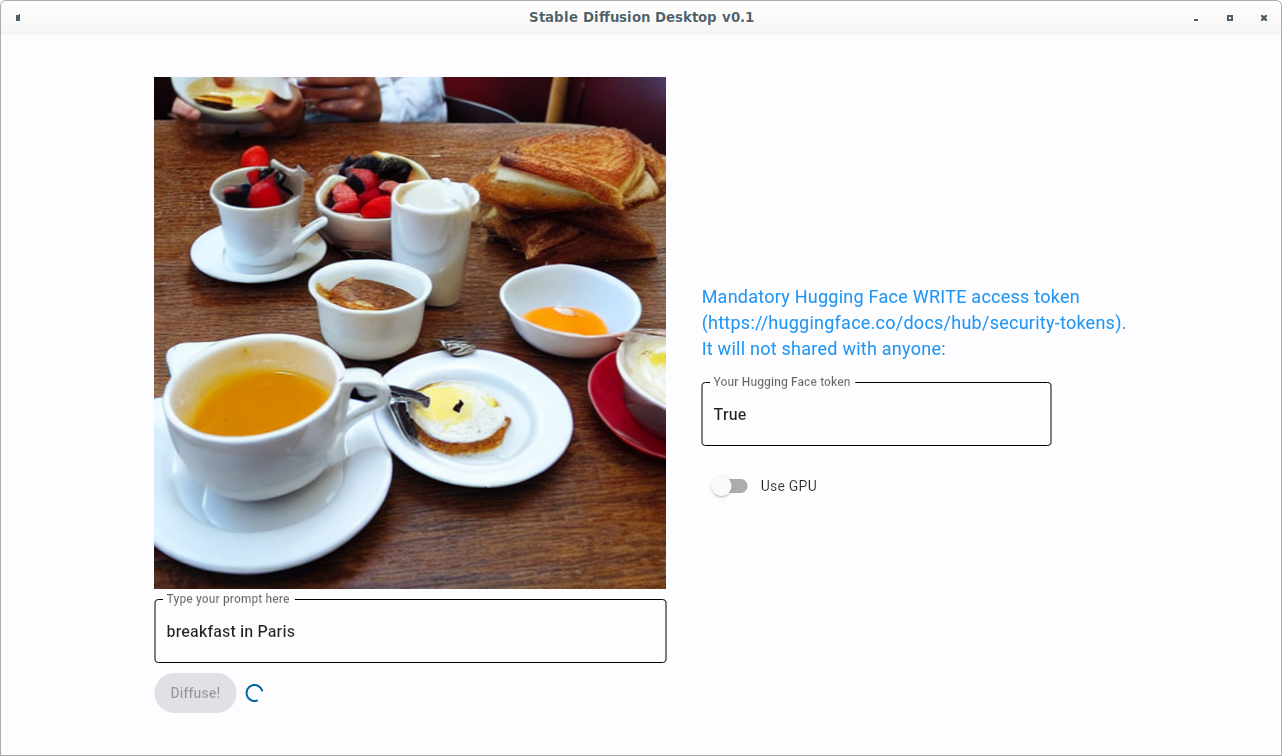 Stable Diffusion Desktop v0.1
Mandatory Hugging Face WRITE access token
(https://huggingface.co/docs/hub/security-tokens).
It will not shared with anyone:
Your Hugging Face token
True
Use GPU
Type your prompt here
breakfast in Paris
Diffuse!